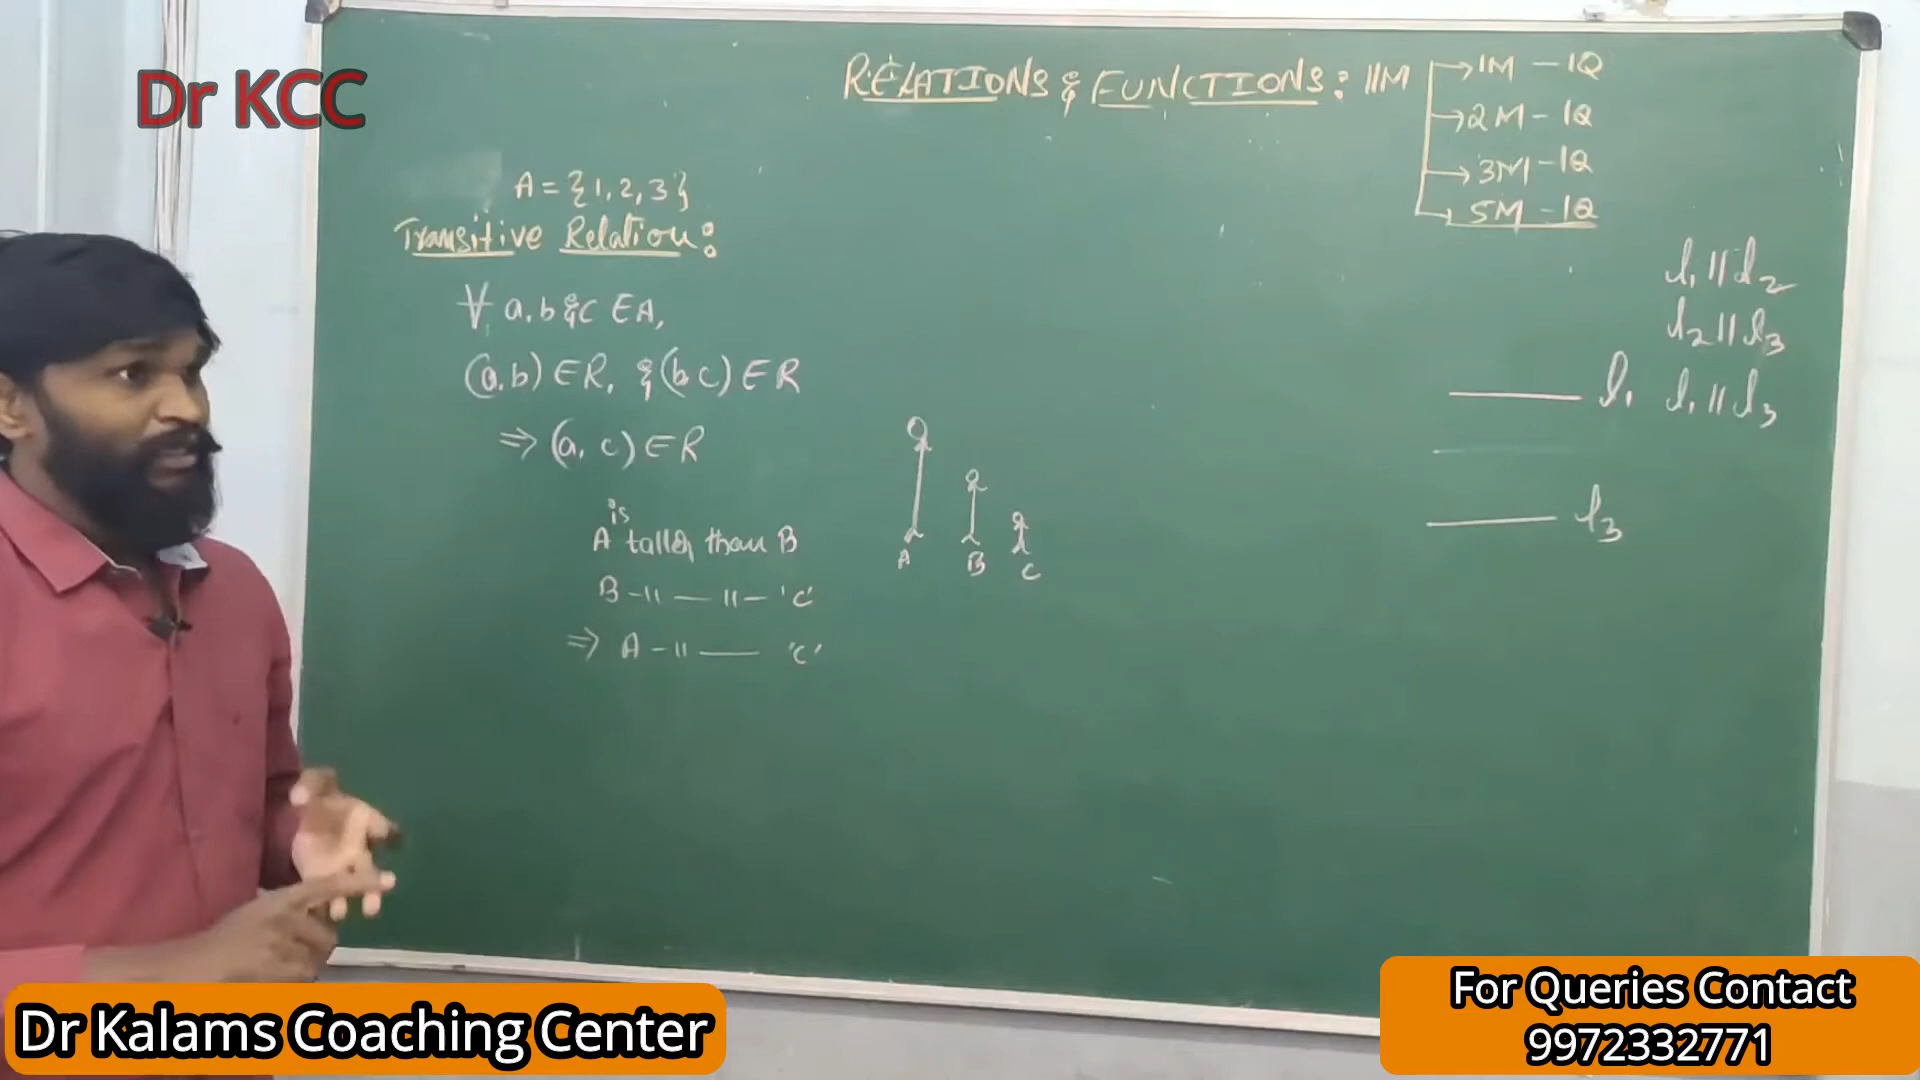 Dr KCC
RELATIONS & FUNCTIONS: 11M
→1M - 1Q
→2M - 1Q
→3M - 1Q
→5M - 1Q
A = {1, 2, 3}
Transitive Relation:
∀ a, b & c ∈ A,
(a, b) ∈ R, & (b, c) ∈ R
⇒ (a, c) ∈ R
is
A taller than B
B -〃— 〃- 'C'
⇒ A -〃— 'C'
A B C
l₁ ∥ l₂
l₂ ∥ l₃
l₁ ∥ l₃
l₁
l₃
Dr Kalams Coaching Center
For Queries Contact
9972332771